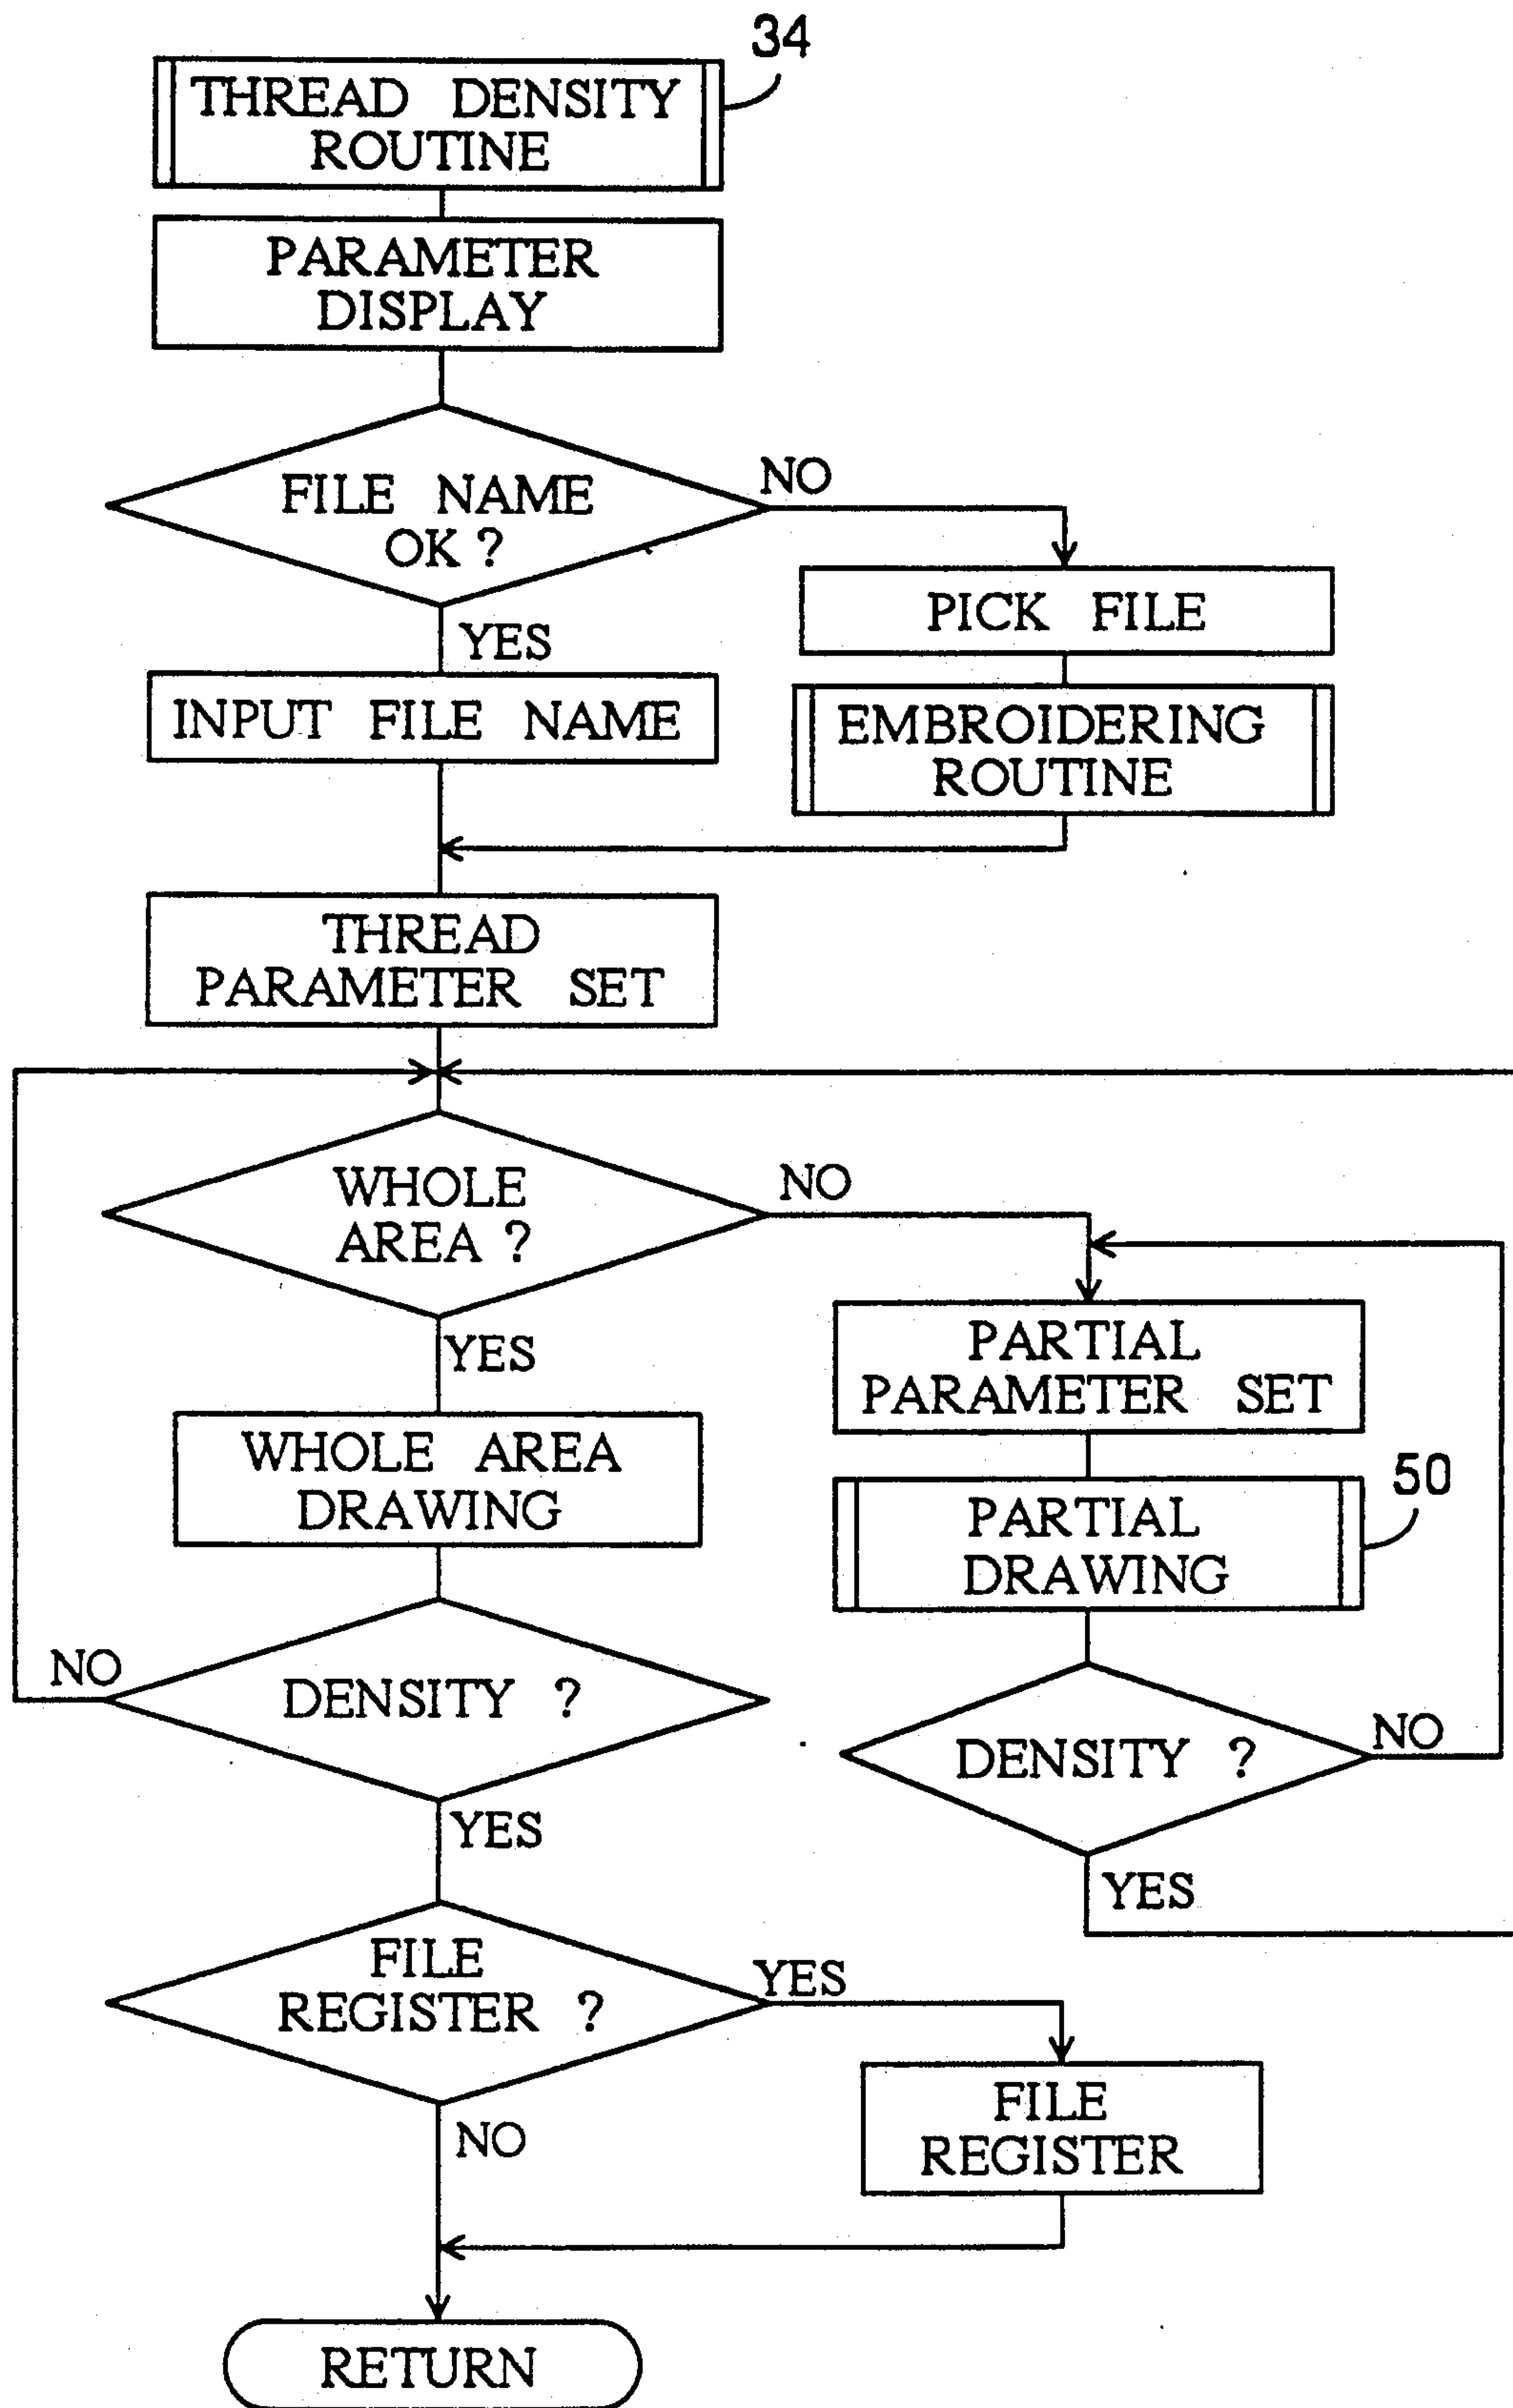 34
THREAD DENSITY
ROUTINE
PARAMETER
DISPLAY
FILE NAME
OK ?
NO
YES
PICK FILE
INPUT FILE NAME
EMBROIDERING
ROUTINE
THREAD
PARAMETER SET
WHOLE
AREA ?
NO
YES
PARTIAL
PARAMETER SET
WHOLE AREA
DRAWING
50
PARTIAL
DRAWING
NO
DENSITY ?
YES
DENSITY ?
NO
YES
FILE
REGISTER ?
YES
NO
FILE
REGISTER
RETURN